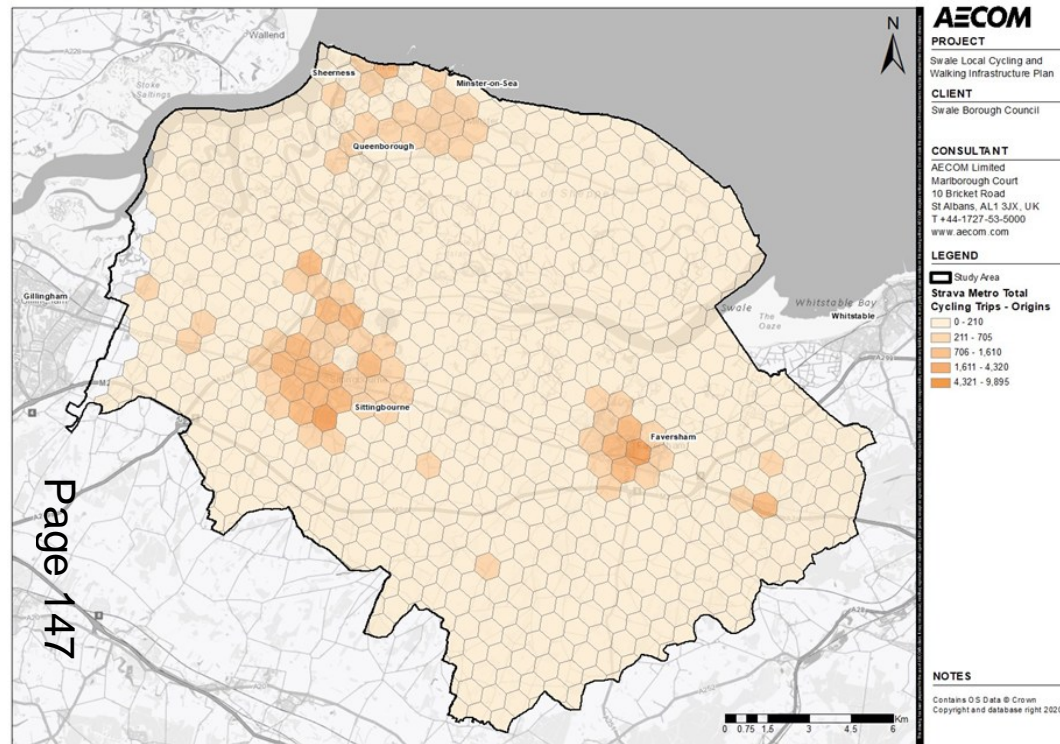 Wallend
Stoke
Saltings
Sheerness
Minster-on-Sea
Queenborough
Gillingham
Sittingbourne
Faversham
Swale
The
Oaze
Whitstable Bay
Whitstable
A299
M2
N
0 0.75 1.5 3 4.5 6 Km
Page 147
AECOM
PROJECT
Swale Local Cycling and
Walking Infrastructure Plan
CLIENT
Swale Borough Council
CONSULTANT
AECOM Limited
Marlborough Court
10 Bricket Road
St Albans, AL1 3JX, UK
T +44-1727-53-5000
www.aecom.com
LEGEND
Study Area
Strava Metro Total
Cycling Trips - Origins
0 - 210
211 - 705
706 - 1,610
1,611 - 4,320
4,321 - 9,895
NOTES
Contains OS Data © Crown
Copyright and database right 2020